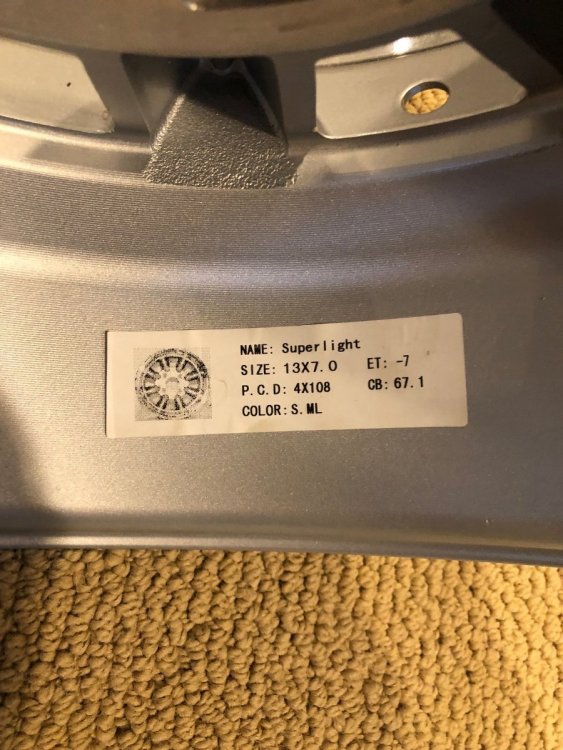 NAME: Superlight
SIZE: 13X7.0 ET: -7
P.C.D: 4X108 CB: 67.1
COLOR: S.ML